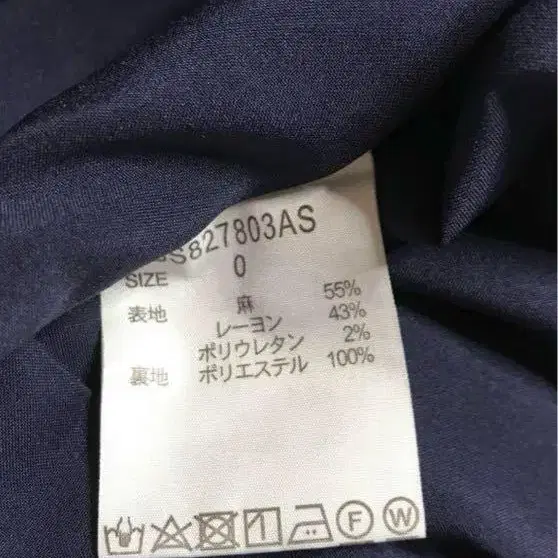 S827803AS
SIZE 0
表地 麻 55%
レーヨン 43%
ポリウレタン 2%
裏地 ポリエステル 100%
F W